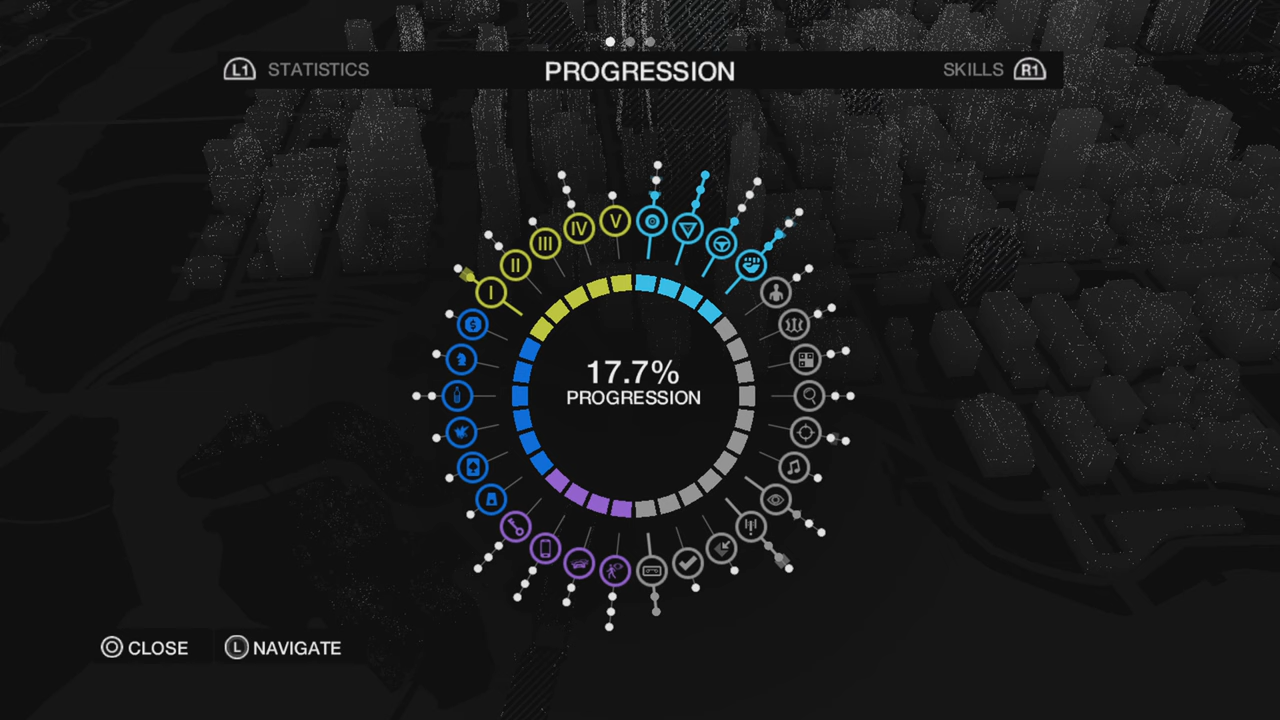 L1 STATISTICS
PROGRESSION
SKILLS R1
I
II
III
IV
V
17.7%
PROGRESSION
CLOSE
L NAVIGATE